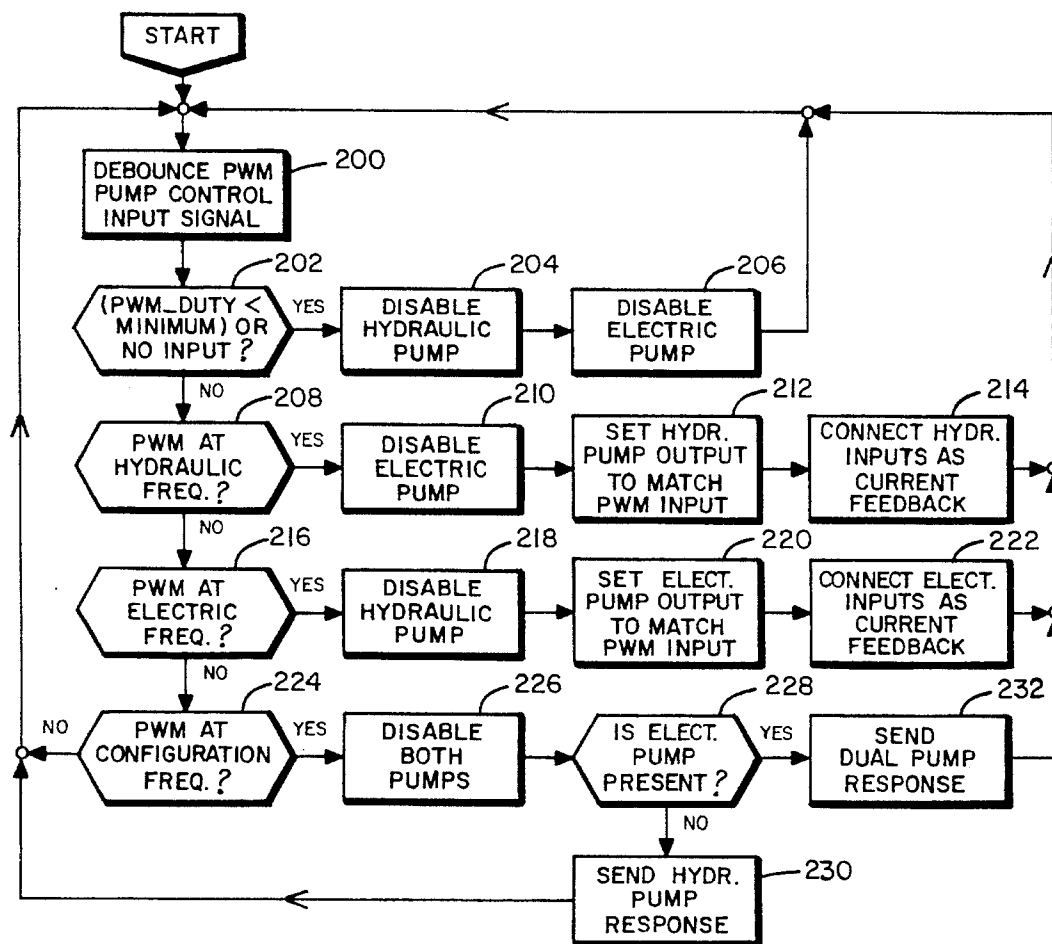 START
DEBOUNCE PWM
PUMP CONTROL
INPUT SIGNAL
200
(PWM_DUTY <
MINIMUM) OR
NO INPUT?
202
YES
NO
DISABLE
HYDRAULIC
PUMP
204
DISABLE
ELECTRIC
PUMP
206
PWM AT
HYDRAULIC
FREQ.?
208
YES
NO
DISABLE
ELECTRIC
PUMP
210
SET HYDR.
PUMP OUTPUT
TO MATCH
PWM INPUT
212
CONNECT HYDR.
INPUTS AS
CURRENT
FEEDBACK
214
PWM AT
ELECTRIC
FREQ.?
216
YES
NO
DISABLE
HYDRAULIC
PUMP
218
SET ELECT.
PUMP OUTPUT
TO MATCH
PWM INPUT
220
CONNECT ELECT.
INPUTS AS
CURRENT
FEEDBACK
222
PWM AT
CONFIGURATION
FREQ.?
224
NO
YES
DISABLE
BOTH
PUMPS
226
IS ELECT.
PUMP
PRESENT?
228
YES
NO
SEND
DUAL PUMP
RESPONSE
232
SEND HYDR.
PUMP
RESPONSE
230